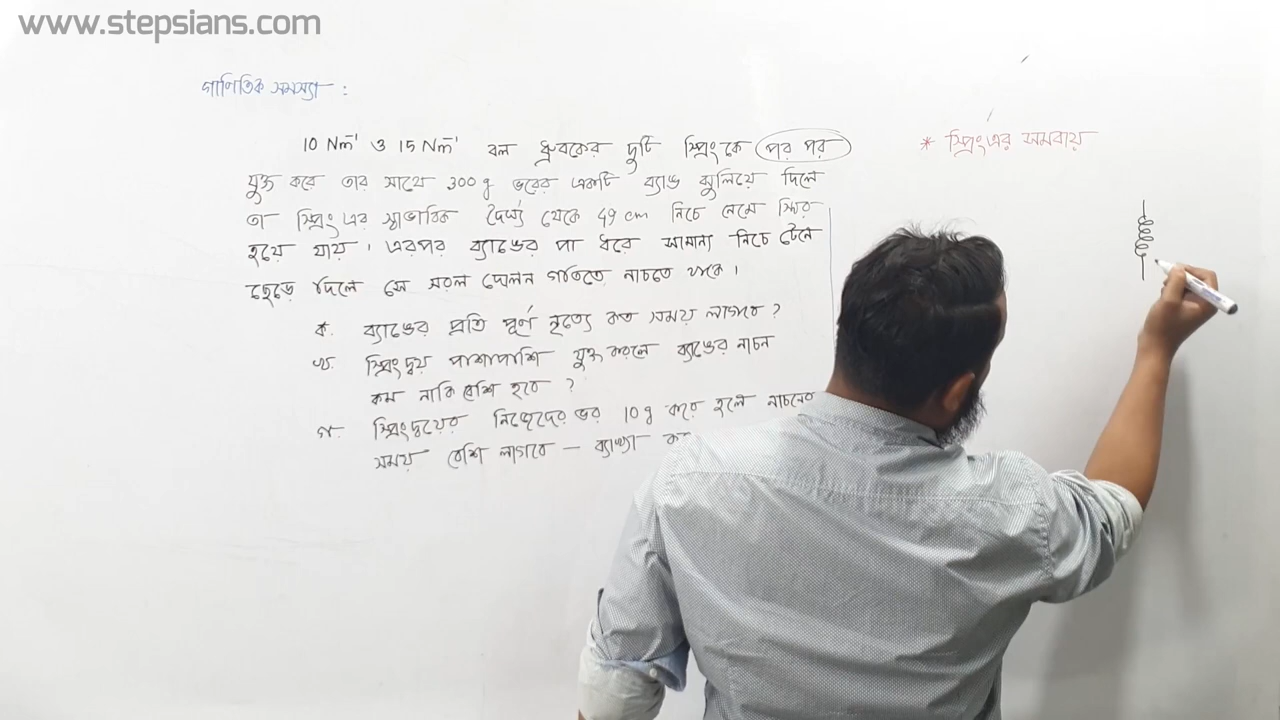 www.stepsians.com
গাণিতিক সমস্যা :
10 Nm⁻¹ ও 15 Nm⁻¹ বল ধ্রুবকের দুটি স্প্রিংকে পর পর
যুক্ত করে তার সাথে 300 g ভরের একটি ব্যাঙ ঝুলিয়ে দিলে
তা স্প্রিংএর স্বাভাবিক দৈর্ঘ্য থেকে 49 cm নিচে নেমে স্থির
হয়ে যায় । এরপর ব্যাঙের পা ধরে সামান্য নিচে টেনে
ছেড়ে দিলে সে সরল দোলন গতিতে নাচতে থাকে ।
ক. ব্যাঙের প্রতি পূর্ণ নৃত্যে কত সময় লাগবে ?
খ. স্প্রিংদ্বয় পাশাপাশি যুক্ত করলে ব্যাঙের নাচন
কম নাকি বেশি হবে ?
গ. স্প্রিংদ্বয়ের নিজেদের ভর 10 g করে হলে নাচনের
সময় বেশি লাগবে — ব্যাখ্যা
* স্প্রিংএর সমবায়